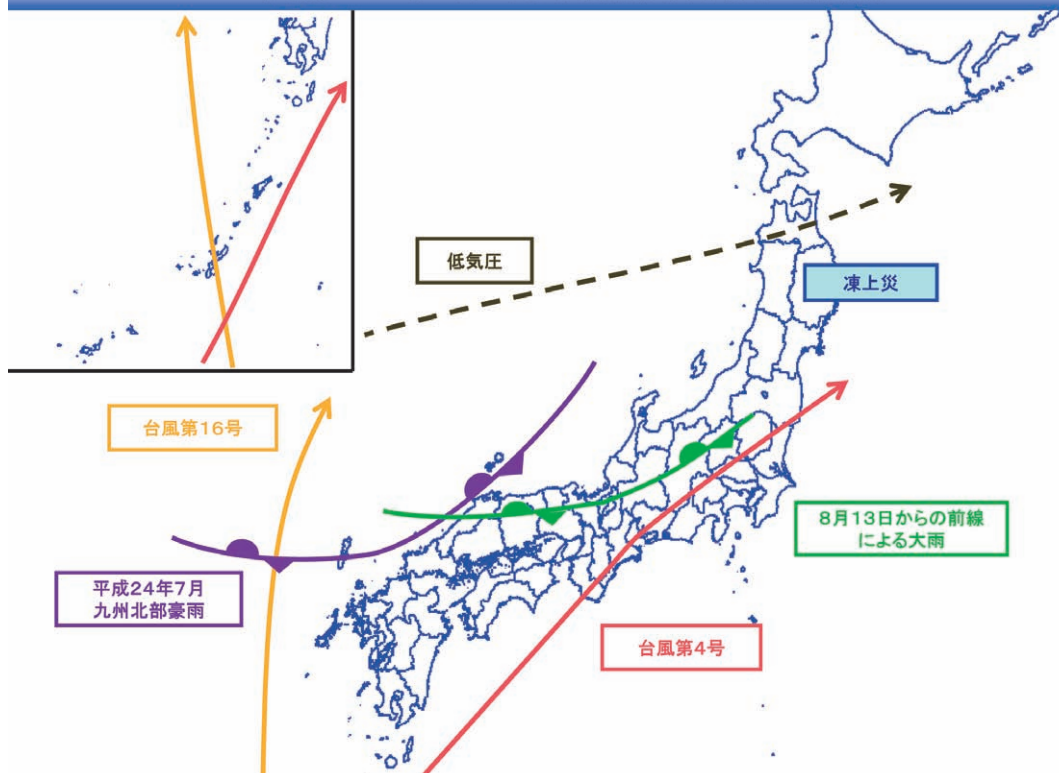 低気圧
凍上災
台風第16号
8月13日からの前線
による大雨
平成24年7月
九州北部豪雨
台風第4号